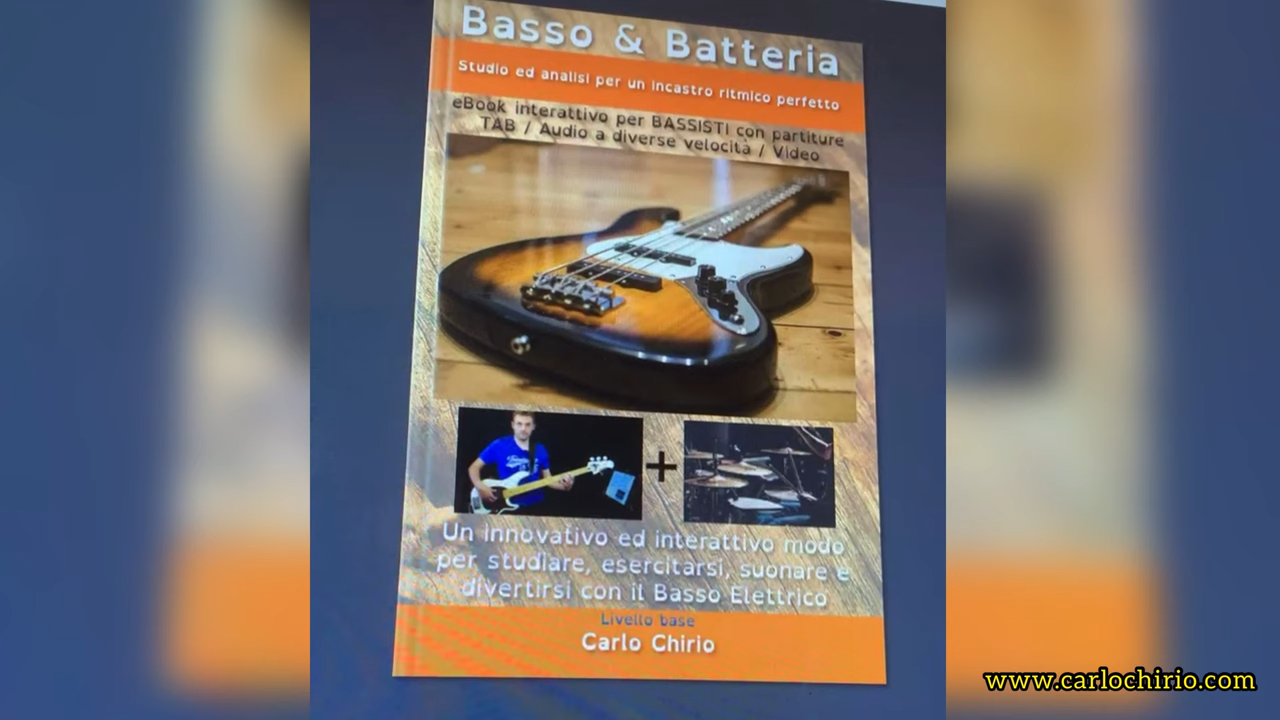 Basso & Batteria
Studio ed analisi per un incastro ritmico perfetto
eBook interattivo per BASSISTI con partiture
TAB / Audio a diverse velocità / Video
+
Un innovativo ed interattivo modo
per studiare, esercitarsi, suonare e
divertirsi con il Basso Elettrico
Livello base
Carlo Chirio
www.carlochirio.com